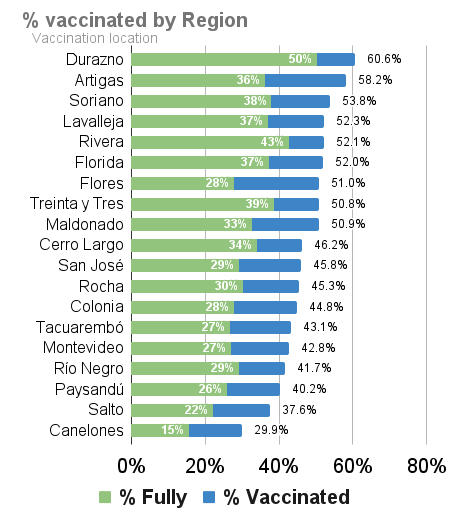 % vaccinated by Region
Vaccination location
Durazno 50% 60.6%
Artigas 36% 58.2%
Soriano 38% 53.8%
Lavalleja 37% 52.3%
Rivera 43% 52.1%
Florida 37% 52.0%
Flores 28% 51.0%
Treinta y Tres 39% 50.8%
Maldonado 33% 50.9%
Cerro Largo 34% 46.2%
San José 29% 45.8%
Rocha 30% 45.3%
Colonia 28% 44.8%
Tacuarembó 27% 43.1%
Montevideo 27% 42.8%
Río Negro 29% 41.7%
Paysandú 26% 40.2%
Salto 22% 37.6%
Canelones 15% 29.9%
0% 20% 40% 60% 80%
% Fully % Vaccinated